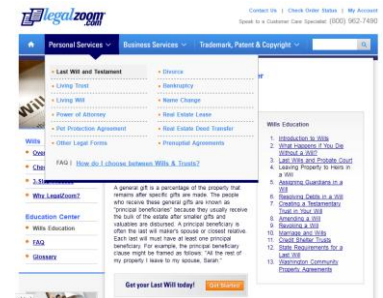 legalzoom
.com
Contact Us | Check Order Status | My Account
Speak to a Customer Care Specialist (800) 962-7490
Personal Services
Business Services
Trademark, Patent & Copyright
Last Will and Testament
Living Trust
Living Will
Power of Attorney
Pet Protection Agreement
Other Legal Forms
Divorce
Bankruptcy
Name Change
Real Estate Lease
Real Estate Deed Transfer
Prenuptial Agreements
FAQ | How do I choose between Wills & Trusts?
Wills
Why LegalZoom?
Education Center
Wills Education
FAQ
Glossary
A general gift is a percentage of the property that
remains after specific gifts are made. The people
who receive these general gifts are known as
"principal beneficiaries" because they usually receive
the bulk of the estate after smaller gifts and
valuables are disbursed. A principal beneficiary is
often the last will maker's spouse or closest relative.
Each last will must have at least one principal
beneficiary. For example, the principal beneficiary
clause might be framed as follows: "All the rest of
my property I leave to my spouse, Sarah."
Get your Last Will today!
Get Started
Wills Education
1. Introduction to Wills
2. What Happens if You Die
Without a Will?
3. Last Wills and Probate Court
4. Leaving Property to Heirs in
a Will
5. Assigning Guardians in a
Will
6. Resolving Debts in a Will
7. Creating a Testamentary
Trust in Your Will
8. Amending a Will
9. Revoking a Will
10. Marriage and Wills
11. Credit Shelter Trusts
12. State Requirements for a
Last Will
13. Washington Community
Property Agreements